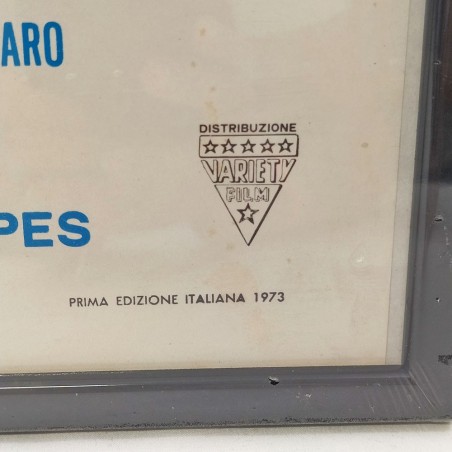 ARO
DISTRIBUZIONE
VARIETY
FILM
PES
PRIMA EDIZIONE ITALIANA 1973